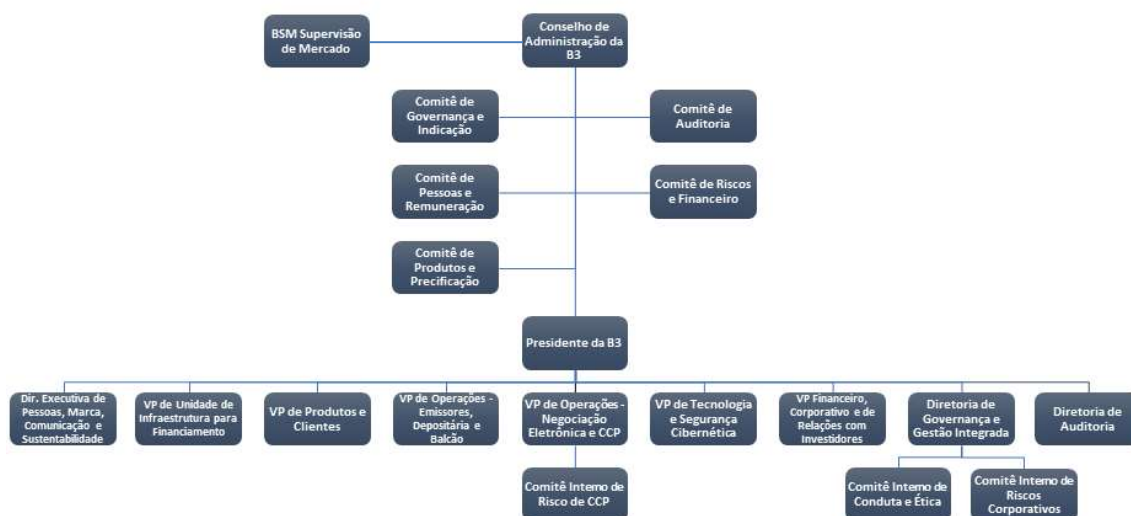 BSM Supervisão
de Mercado
Conselho de
Administração da
B3
Comitê de
Governança e
Indicação
Comitê de
Auditoria
Comitê de
Pessoas e
Remuneração
Comitê de Riscos
e Financeiro
Comitê de
Produtos e
Precificação
Presidente da B3
Dir. Executiva de
Pessoas, Marca,
Comunicação e
Sustentabilidade
VP de Unidade de
Infraestrutura para
Financiamento
VP de Produtos e
Clientes
VP de Operações -
Emissores,
Depositária e
Balcão
VP de Operações -
Negociação
Eletrônica e CCP
VP de Tecnologia
e Segurança
Cibernética
VP Financeiro,
Corporativo e de
Relações com
Investidores
Diretoria de
Governança e
Gestão Integrada
Diretoria de
Auditoria
Comitê Interno de
Risco de CCP
Comitê Interno de
Conduta e Ética
Comitê Interno de
Riscos
Corporativos